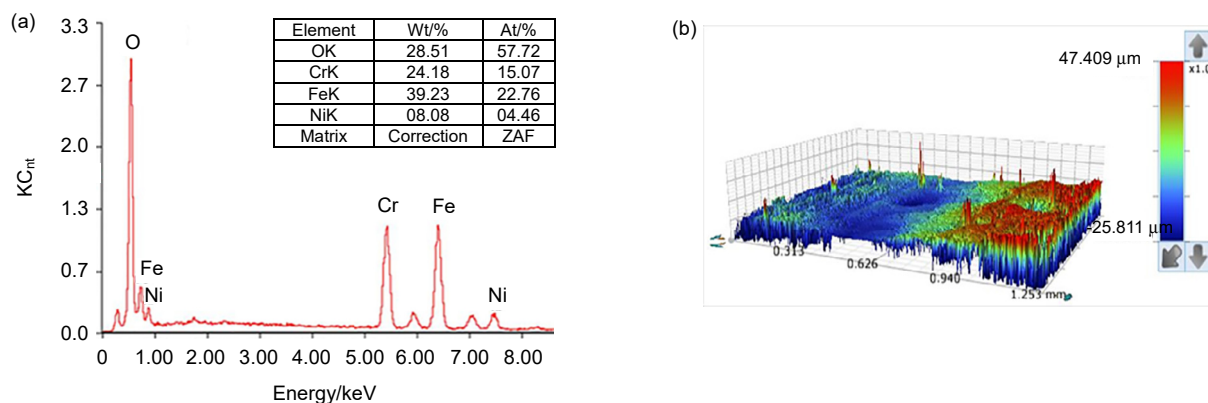 (a)
3.3
2.7
2.0
1.3
0.7
0.0
KCnt
O
Fe
Ni
Cr
Fe
Ni
0 1.00 2.00 3.00 4.00 5.00 6.00 7.00 8.00
Energy/keV
Element Wt/% At/%
OK 28.51 57.72
CrK 24.18 15.07
FeK 39.23 22.76
NiK 08.08 04.46
Matrix Correction ZAF
(b)
47.409 μm
x1.0
-25.811 μm
0.313
0.626
0.940
1.253 mm